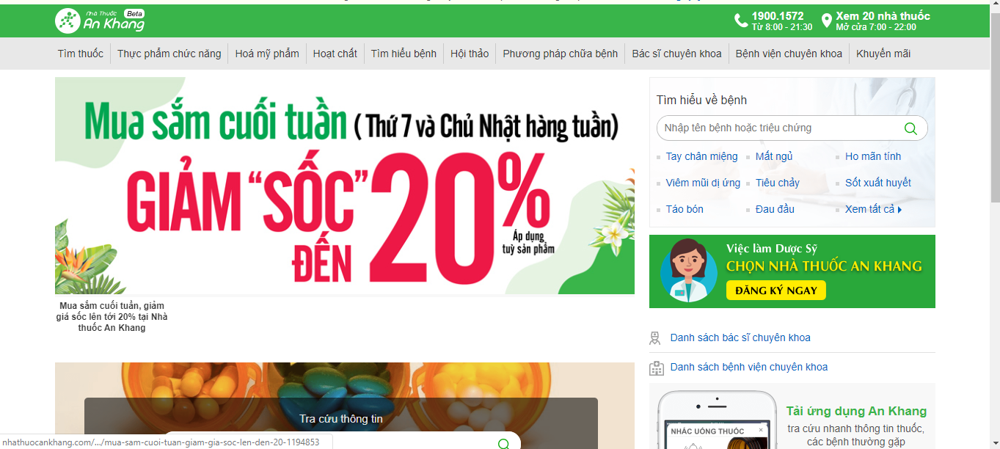 Nhà Thuốc Beta
An Khang
1900.1572
Từ 8:00 - 21:30
Xem 20 nhà thuốc
Mở cửa 7:00 - 22:00
Tìm thuốc
Thực phẩm chức năng
Hoá mỹ phẩm
Hoạt chất
Tìm hiểu bệnh
Hội thảo
Phương pháp chữa bệnh
Bác sĩ chuyên khoa
Bệnh viện chuyên khoa
Khuyến mãi
Mua sắm cuối tuần ( Thứ 7 và Chủ Nhật hàng tuần)
GIẢM “SỐC”
ĐẾN
20%
Áp dụng
tuỳ sản phẩm
Mua sắm cuối tuần, giảm
giá sốc lên tới 20% tại Nhà
thuốc An Khang
Tra cứu thông tin
Tìm hiểu về bệnh
Nhập tên bệnh hoặc triệu chứng
Tay chân miệng
Mất ngủ
Ho mãn tính
Viêm mũi dị ứng
Tiêu chảy
Sốt xuất huyết
Táo bón
Đau đầu
Xem tất cả
Việc làm Dược Sỹ
CHỌN NHÀ THUỐC AN KHANG
ĐĂNG KÝ NGAY
Danh sách bác sĩ chuyên khoa
Danh sách bệnh viện chuyên khoa
NHẮC UỐNG THUỐC
Tải ứng dụng An Khang
tra cứu nhanh thông tin thuốc,
các bệnh thường gặp
nhathuocankhang.com/.../mua-sam-cuoi-tuan-giam-gia-soc-len-den-20-1194853